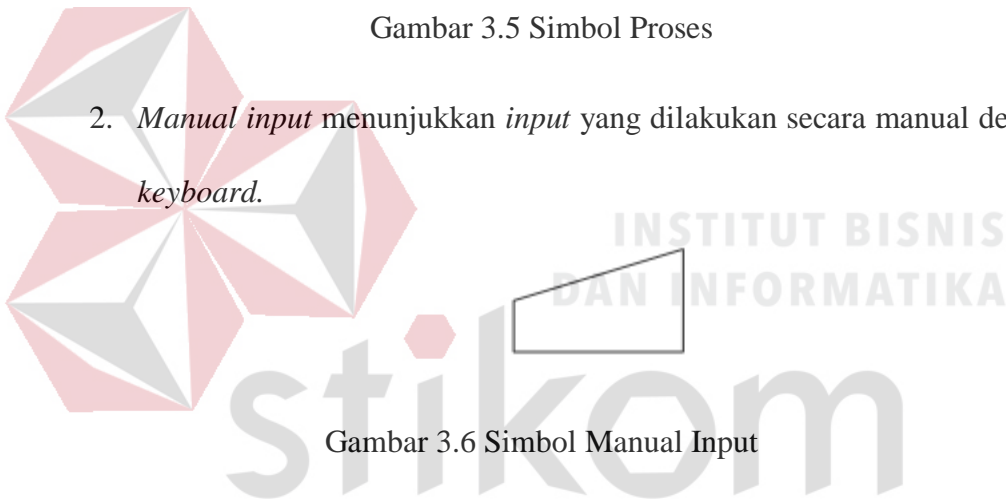 Gambar 3.5 Simbol Proses
2. Manual input menunjukkan input yang dilakukan secara manual de
keyboard.
INSTITUT BISNIS
DAN INFORMATIKA
stikom
Gambar 3.6 Simbol Manual Input